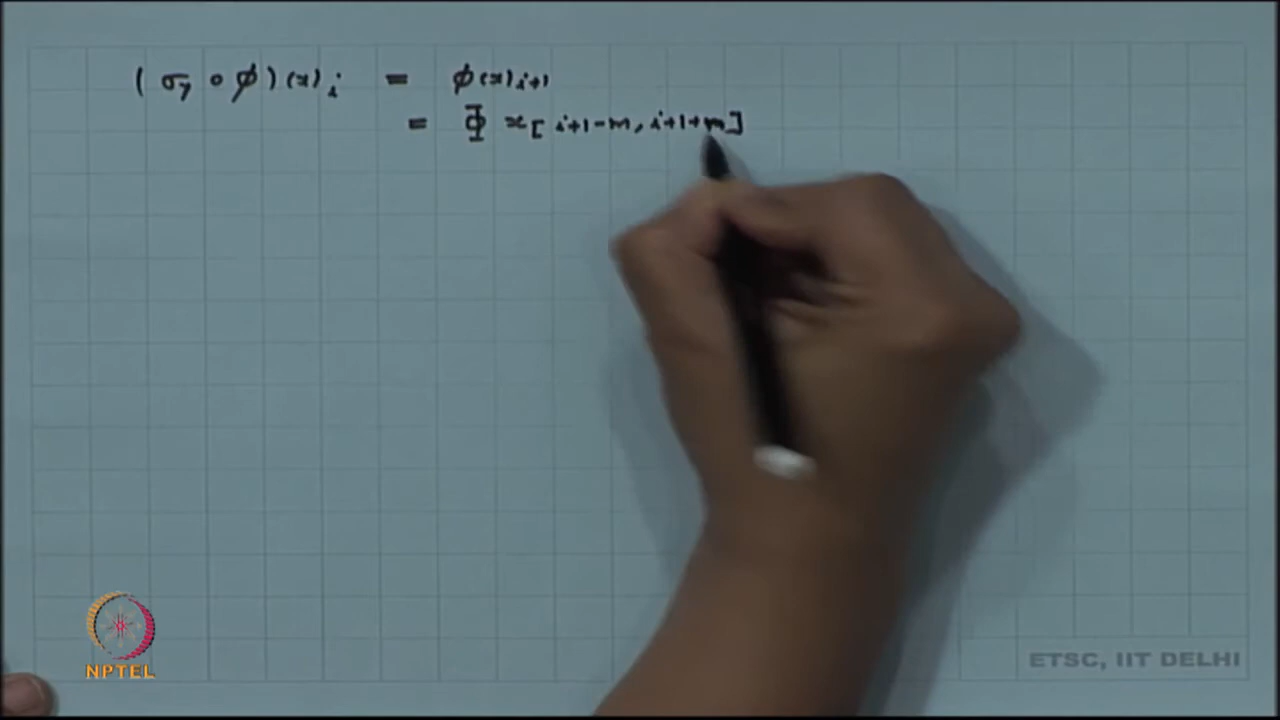 (σ_Y ∘ ϕ)(x)_i = ϕ(x)_{i+1}
= Φ x[i+1-m, i+1+m]
NPTEL
ETSC, IIT DELHI